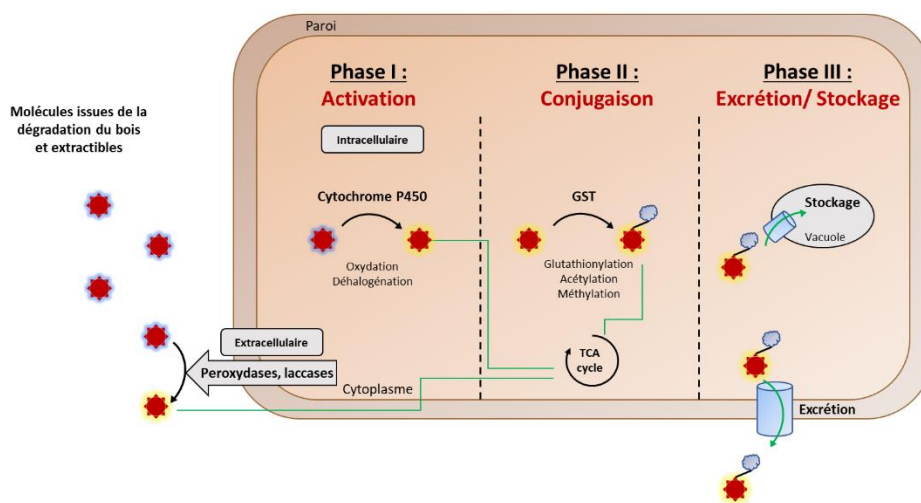 Paroi
Phase I :
Activation
Phase II :
Conjugaison
Phase III :
Excrétion/ Stockage
Molécules issues de la
dégradation du bois
et extractibles
Intracellulaire
Cytochrome P450
Oxydation
Déhalogénation
GST
Glutathionylation
Acétylation
Méthylation
Stockage
Vacuole
Extracellulaire
Peroxydases, laccases
Cytoplasme
TCA
cycle
Excrétion